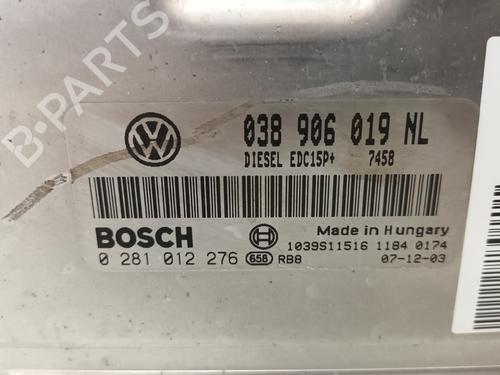 B-PARTS
VW
038 906 019 NL
DIESEL EDC15P+ 7458
BOSCH
Made in Hungary
1039S11516 1184 0174
0 281 012 276 658 RB8 07-12-03